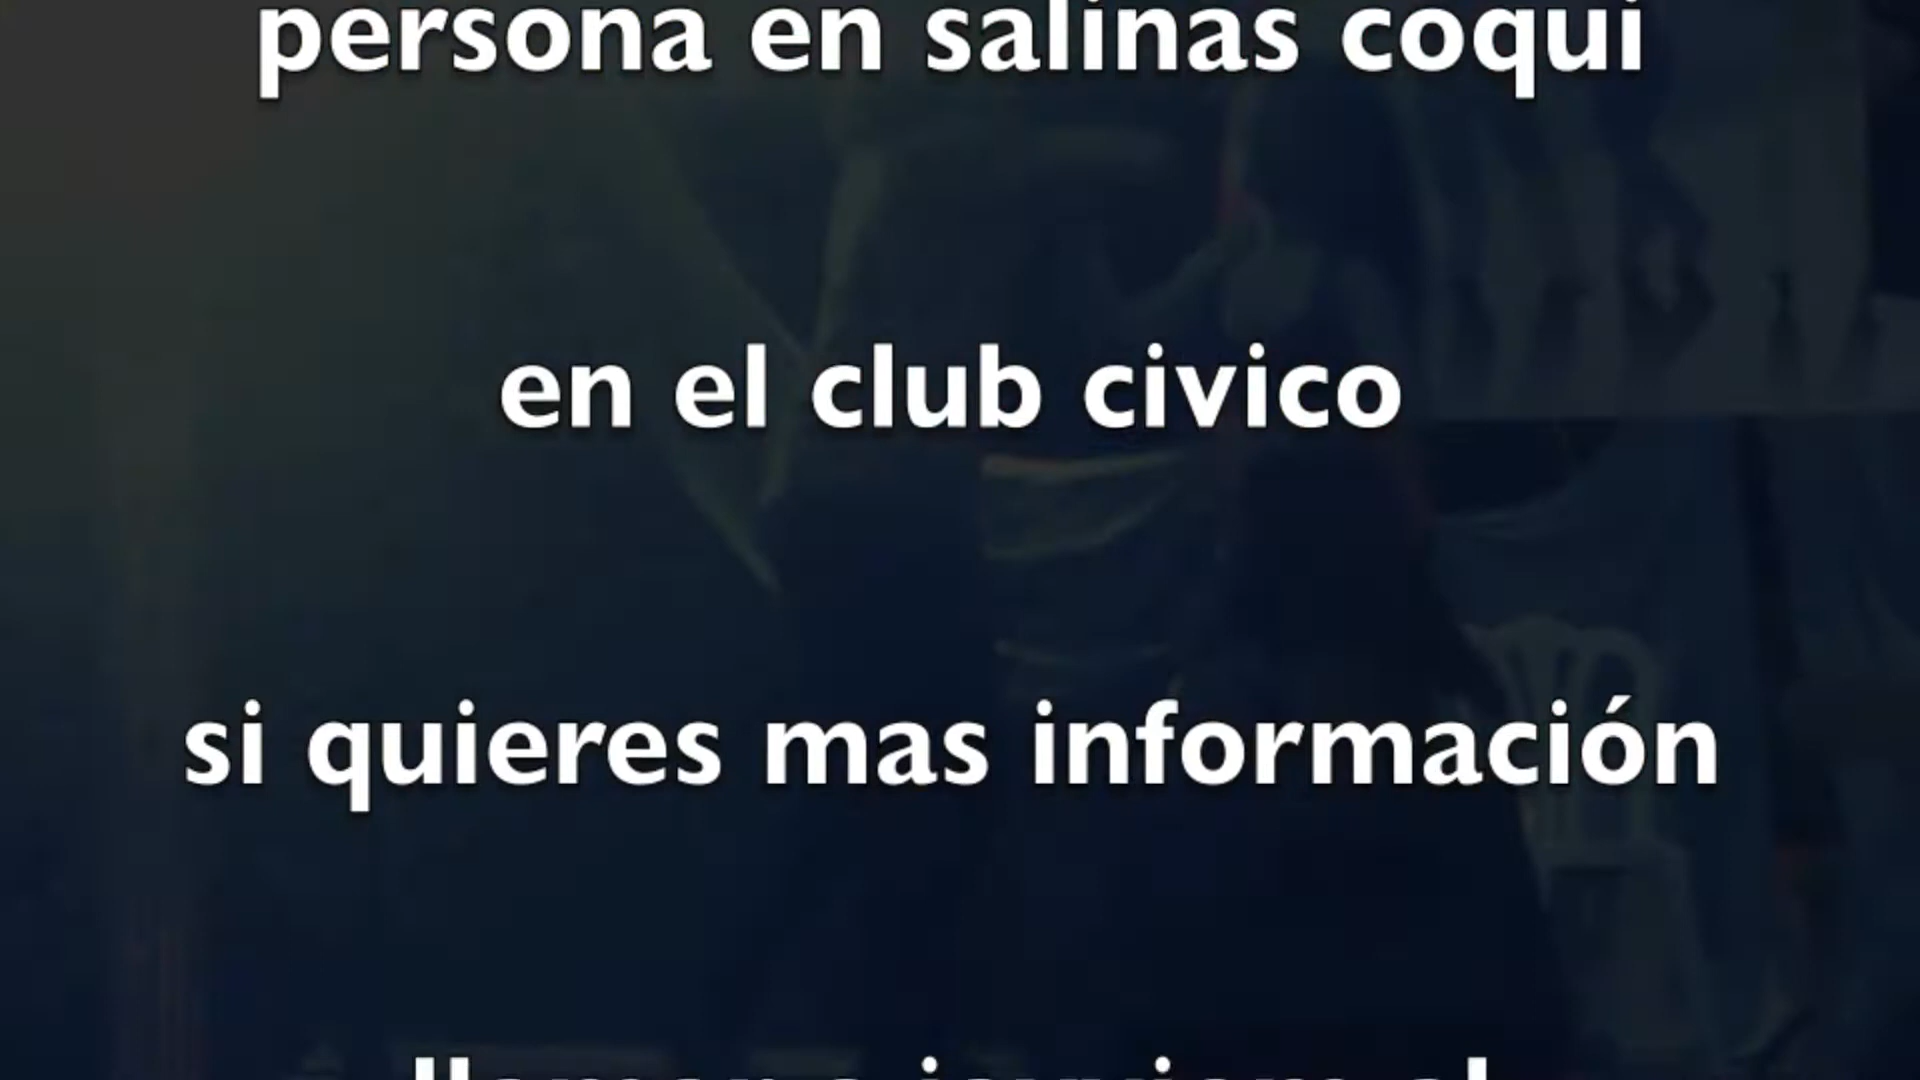 persona en salinas coqui
en el club civico
si quieres mas información